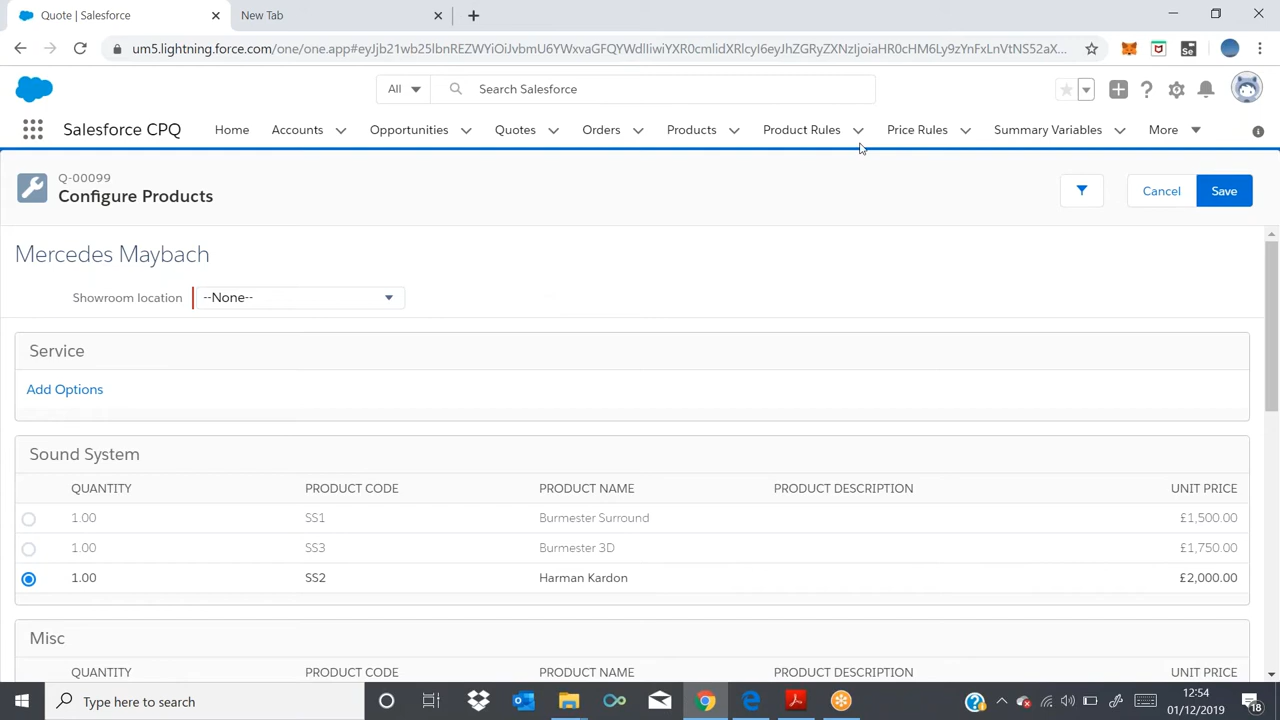 Quote | Salesforce
New Tab
um5.lightning.force.com/one/one.app#eyJjb21wb25lbnREZWYiOiJvbmU6YWxvaGFQYWdlIiwiYXR0cmlidXRlcyI6eyJhZGRyZXNzIjoiaHR0cHM6Ly9zYnFxLnVtNS52aX...
All
Search Salesforce
Salesforce CPQ
Home
Accounts
Opportunities
Quotes
Orders
Products
Product Rules
Price Rules
Summary Variables
More
Q-00099
Configure Products
Cancel
Save
Mercedes Maybach
Showroom location
--None--
Service
Add Options
Sound System
QUANTITY PRODUCT CODE PRODUCT NAME PRODUCT DESCRIPTION UNIT PRICE
1.00 SS1 Burmester Surround £1,500.00
1.00 SS3 Burmester 3D £1,750.00
1.00 SS2 Harman Kardon £2,000.00
Misc
QUANTITY PRODUCT CODE PRODUCT NAME PRODUCT DESCRIPTION UNIT PRICE
Type here to search
12:54
01/12/2019
18